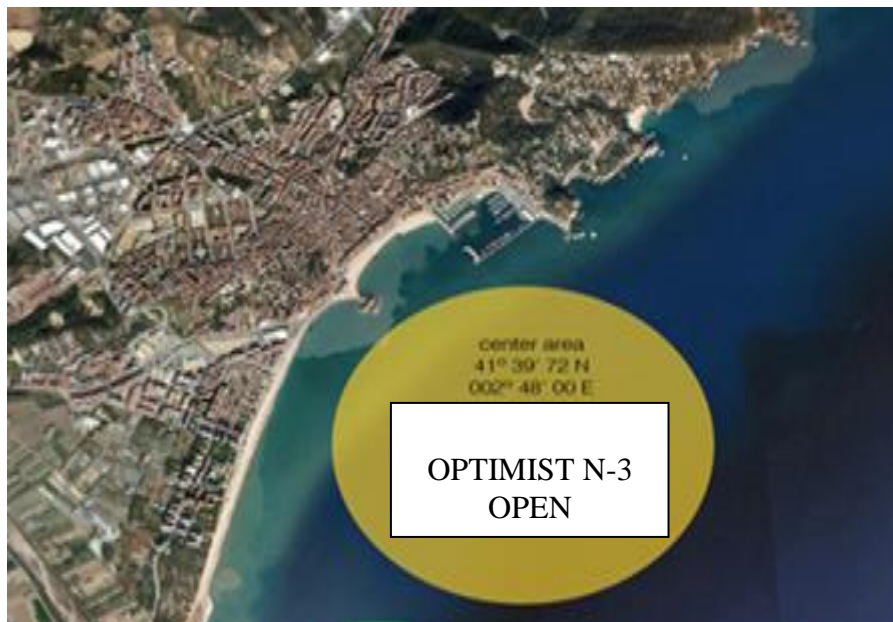 center area
41º 39' 72 N
002º 48' 00 E
OPTIMIST N-3
OPEN